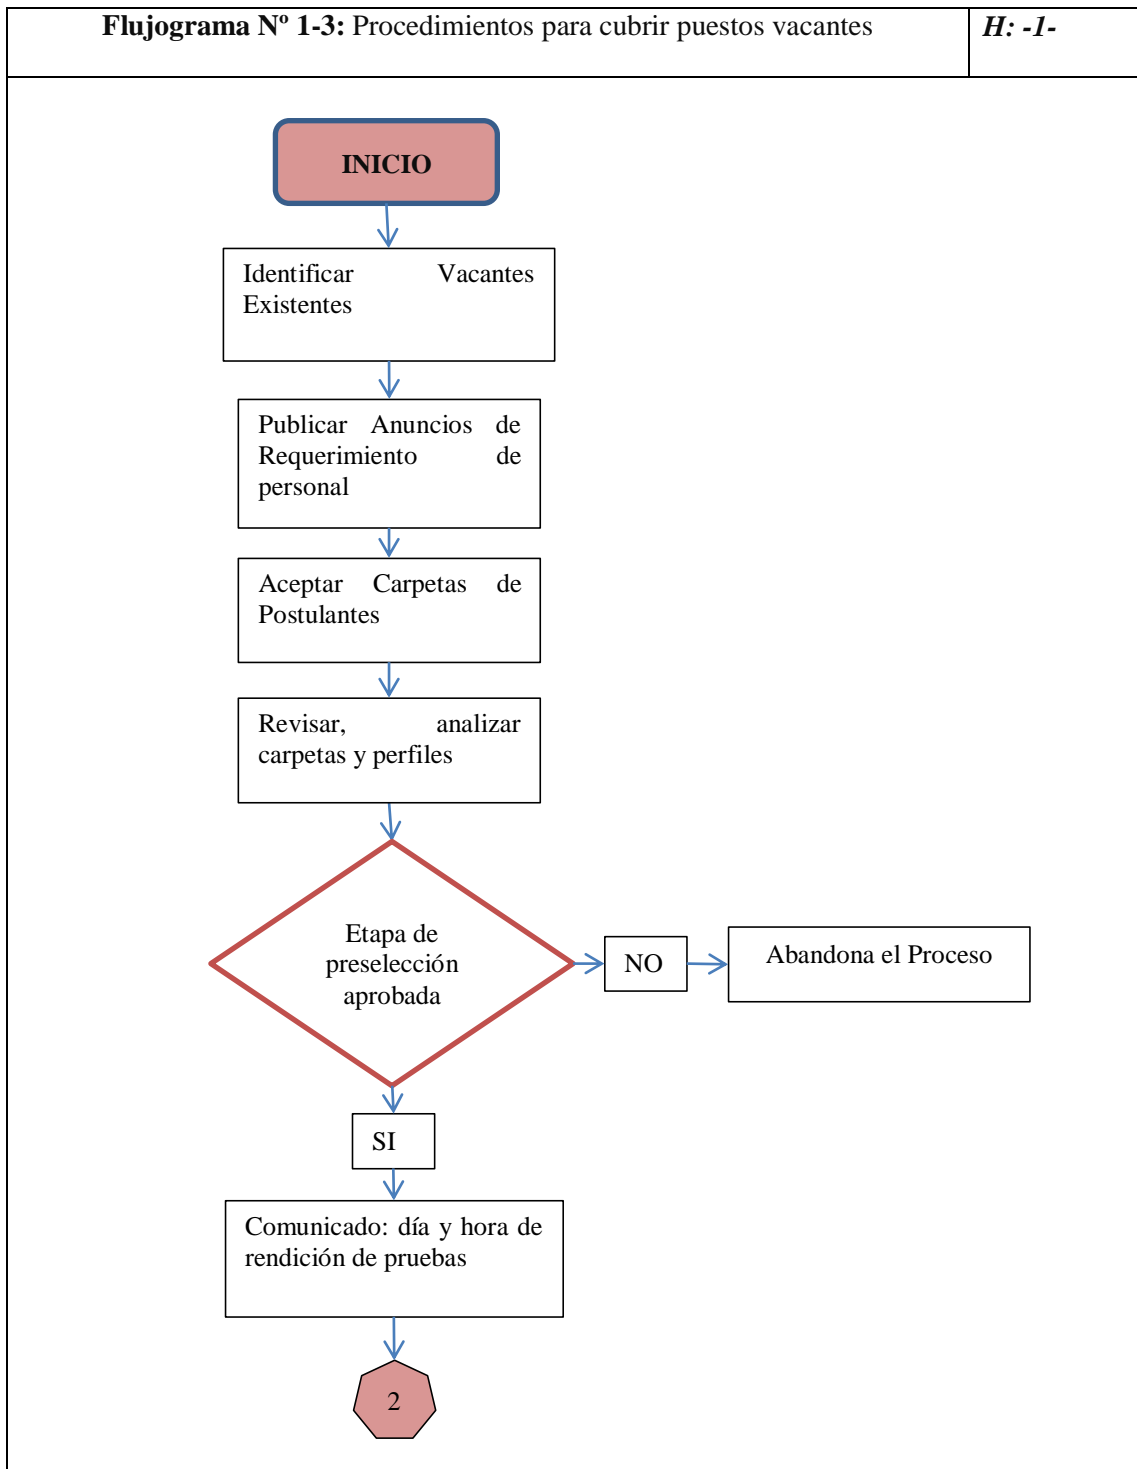 Flujograma Nº 1-3: Procedimientos para cubrir puestos vacantes
H: -1-
INICIO
Identificar Vacantes
Existentes
Publicar Anuncios de
Requerimiento de
personal
Aceptar Carpetas de
Postulantes
Revisar, analizar
carpetas y perfiles
Etapa de
preselección
aprobada
NO
Abandona el Proceso
SI
Comunicado: día y hora de
rendición de pruebas
2